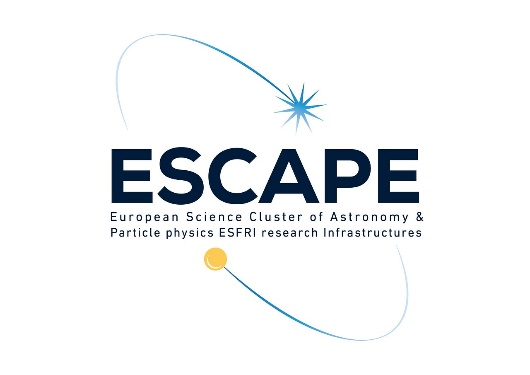 ESCAPE
European Science Cluster of Astronomy &
Particle physics ESFRI research Infrastructures